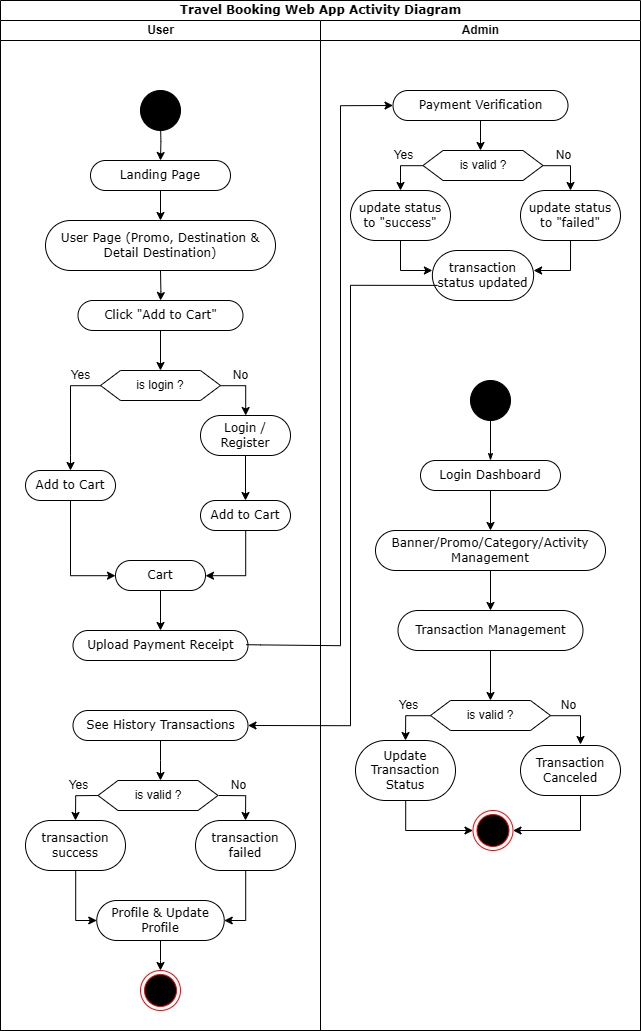 Travel Booking Web App Activity Diagram
User
Admin
Landing Page
User Page (Promo, Destination &
Detail Destination)
Click "Add to Cart"
is login ?
Yes
No
Login /
Register
Add to Cart
Add to Cart
Cart
Upload Payment Receipt
Payment Verification
is valid ?
Yes
No
update status
to "success"
update status
to "failed"
transaction
status updated
See History Transactions
is valid ?
Yes
No
transaction
success
transaction
failed
Profile & Update
Profile
Login Dashboard
Banner/Promo/Category/Activity
Management
Transaction Management
is valid ?
Yes
No
Update
Transaction
Status
Transaction
Canceled